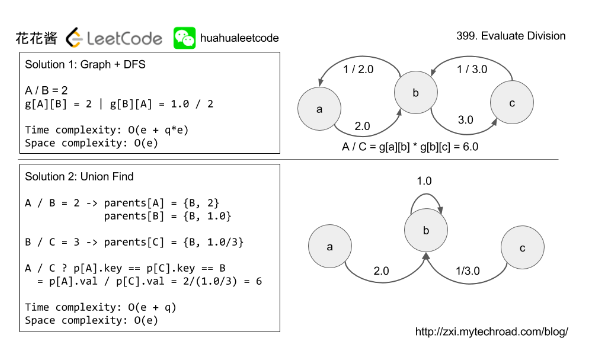 花花酱 LeetCode huahualeetcode
399. Evaluate Division
Solution 1: Graph + DFS
A / B = 2
g[A][B] = 2 | g[B][A] = 1.0 / 2
Time complexity: O(e + q*e)
Space complexity: O(e)
1 / 2.0
1 / 3.0
a
b
c
2.0
3.0
A / C = g[a][b] * g[b][c] = 6.0
Solution 2: Union Find
A / B = 2 -> parents[A] = {B, 2}
parents[B] = {B, 1.0}
B / C = 3 -> parents[C] = {B, 1.0/3}
A / C ? p[A].key == p[C].key == B
= p[A].val / p[C].val = 2/(1.0/3) = 6
Time complexity: O(e + q)
Space complexity: O(e)
1.0
a
b
c
2.0
1/3.0
http://zxi.mytechroad.com/blog/